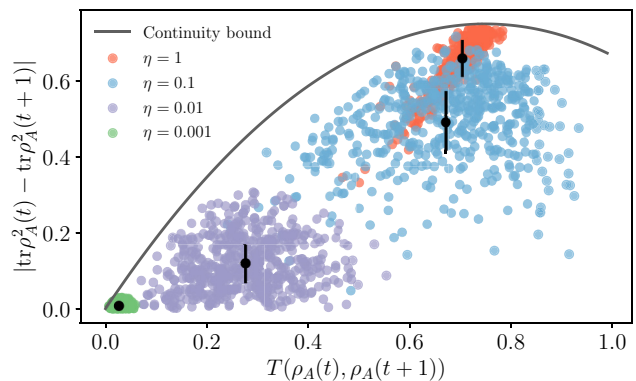 Continuity bound
η = 1
η = 0.1
η = 0.01
η = 0.001
|trρ²_A(t) − trρ²_A(t + 1)|
0.6
0.4
0.2
0.0
0.0 0.2 0.4 0.6 0.8 1.0
T(ρ_A(t), ρ_A(t + 1))